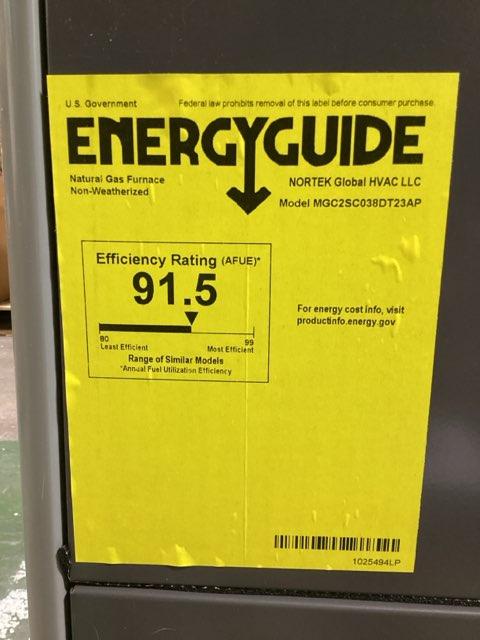 U.S. Government
Federal law prohibits removal of this label before consumer purchase.
ENERGYGUIDE
Natural Gas Furnace
Non-Weatherized
NORTEK Global HVAC LLC
Model MGC2SC038DT23AP
Efficiency Rating (AFUE)*
91.5
80 99
Least Efficient Most Efficient
Range of Similar Models
*Annual Fuel Utilization Efficiency
For energy cost info, visit
productinfo.energy.gov
1025494LP